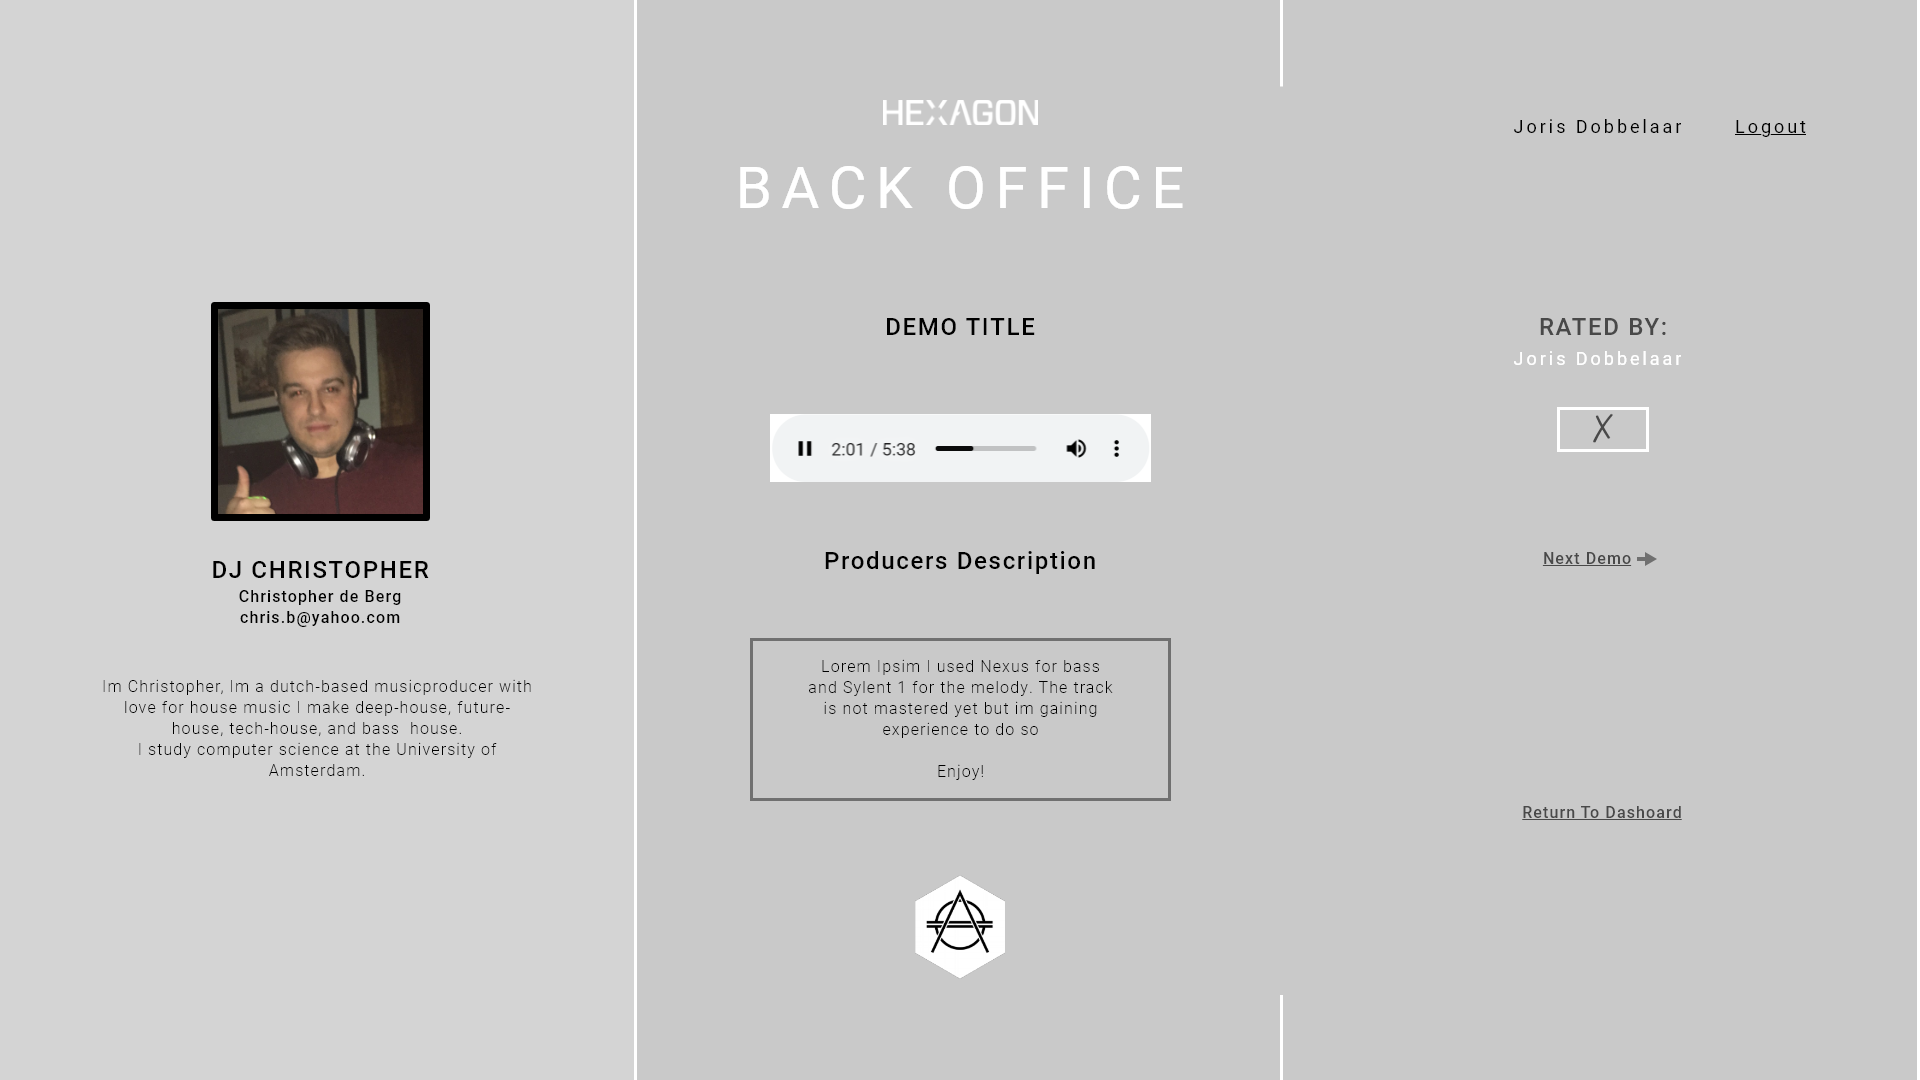 HEXAGON
BACK OFFICE
Joris Dobbelaar
Logout
DJ CHRISTOPHER
Christopher de Berg
chris.b@yahoo.com
Im Christopher, Im a dutch-based musicproducer with
love for house music I make deep-house, future-
house, tech-house, and bass  house.
I study computer science at the University of
Amsterdam.
DEMO TITLE
2:01 / 5:38
Producers Description
Lorem Ipsim I used Nexus for bass
and Sylent 1 for the melody. The track
is not mastered yet but im gaining
experience to do so
Enjoy!
RATED BY:
Joris Dobbelaar
X
Next Demo
Return To Dashoard